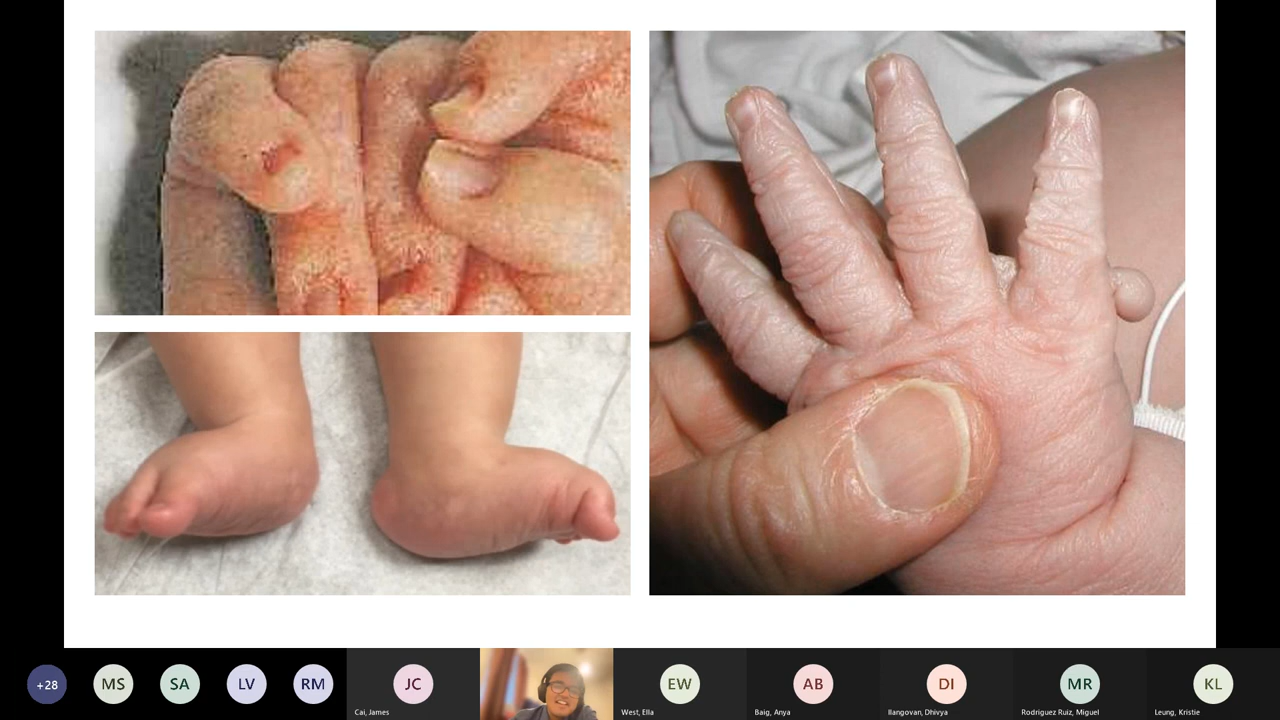 +28
MS
SA
LV
RM
JC
Cai, James
EW
West, Ella
AB
Baig, Anya
DI
Ilangovan, Dhivya
MR
Rodriguez Ruiz, Miguel
KL
Leung, Kristie